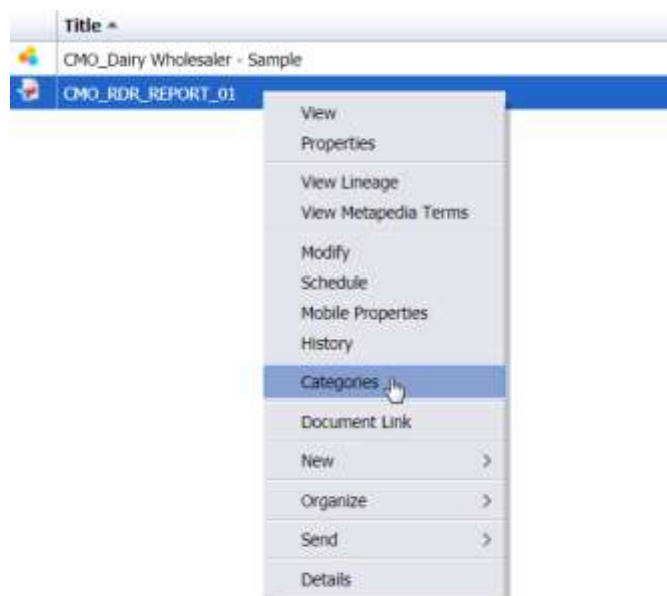 Title
CMO_Dairy Wholesaler - Sample
CMO_RDR_REPORT_01
View
Properties
View Lineage
View Metapedia Terms
Modify
Schedule
Mobile Properties
History
Categories
Document Link
New
Organize
Send
Details